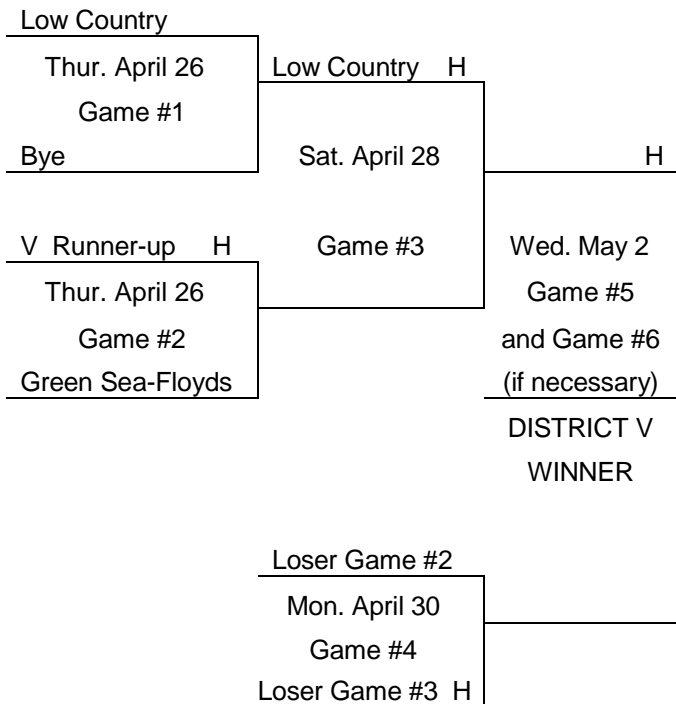 Low Country
Thur. April 26
Game #1
Bye
Low Country H
Sat. April 28
Game #3
V Runner-up H
Thur. April 26
Game #2
Green Sea-Floyds
H
Wed. May 2
Game #5
and Game #6
(if necessary)
DISTRICT V
WINNER
Loser Game #2
Mon. April 30
Game #4
Loser Game #3 H